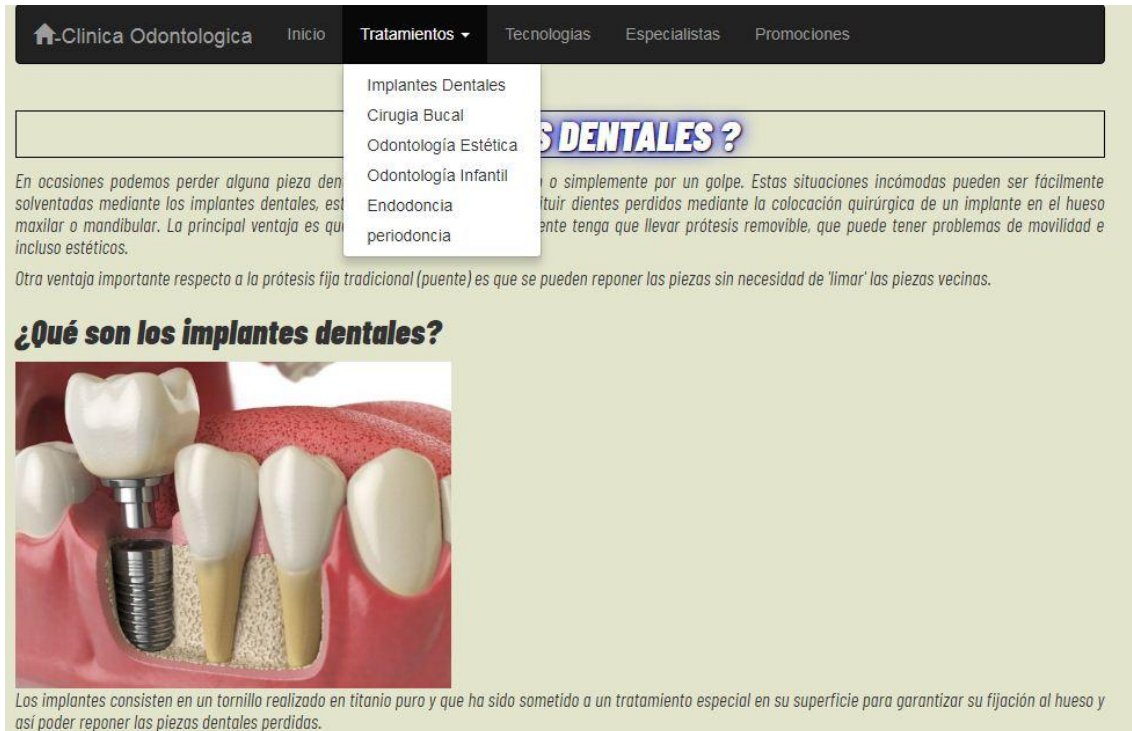 -Clinica Odontologica Inicio Tratamientos Tecnologias Especialistas Promociones
Implantes Dentales
Cirugia Bucal
Odontología Estética
Odontología Infantil
Endodoncia
periodoncia
S DENTALES ?
En ocasiones podemos perder alguna pieza den o simplemente por un golpe. Estas situaciones incómodas pueden ser fácilmente
solventadas mediante los implantes dentales, est tuir dientes perdidos mediante la colocación quirúrgica de un implante en el hueso
maxilar o mandibular. La principal ventaja es qu ente tenga que llevar prótesis removible, que puede tener problemas de movilidad e
incluso estéticos.
Otra ventaja importante respecto a la prótesis fija tradicional (puente) es que se pueden reponer las piezas sin necesidad de 'limar' las piezas vecinas.
¿Qué son los implantes dentales?
Los implantes consisten en un tornillo realizado en titanio puro y que ha sido sometido a un tratamiento especial en su superficie para garantizar su fijación al hueso y
así poder reponer las piezas dentales perdidas.